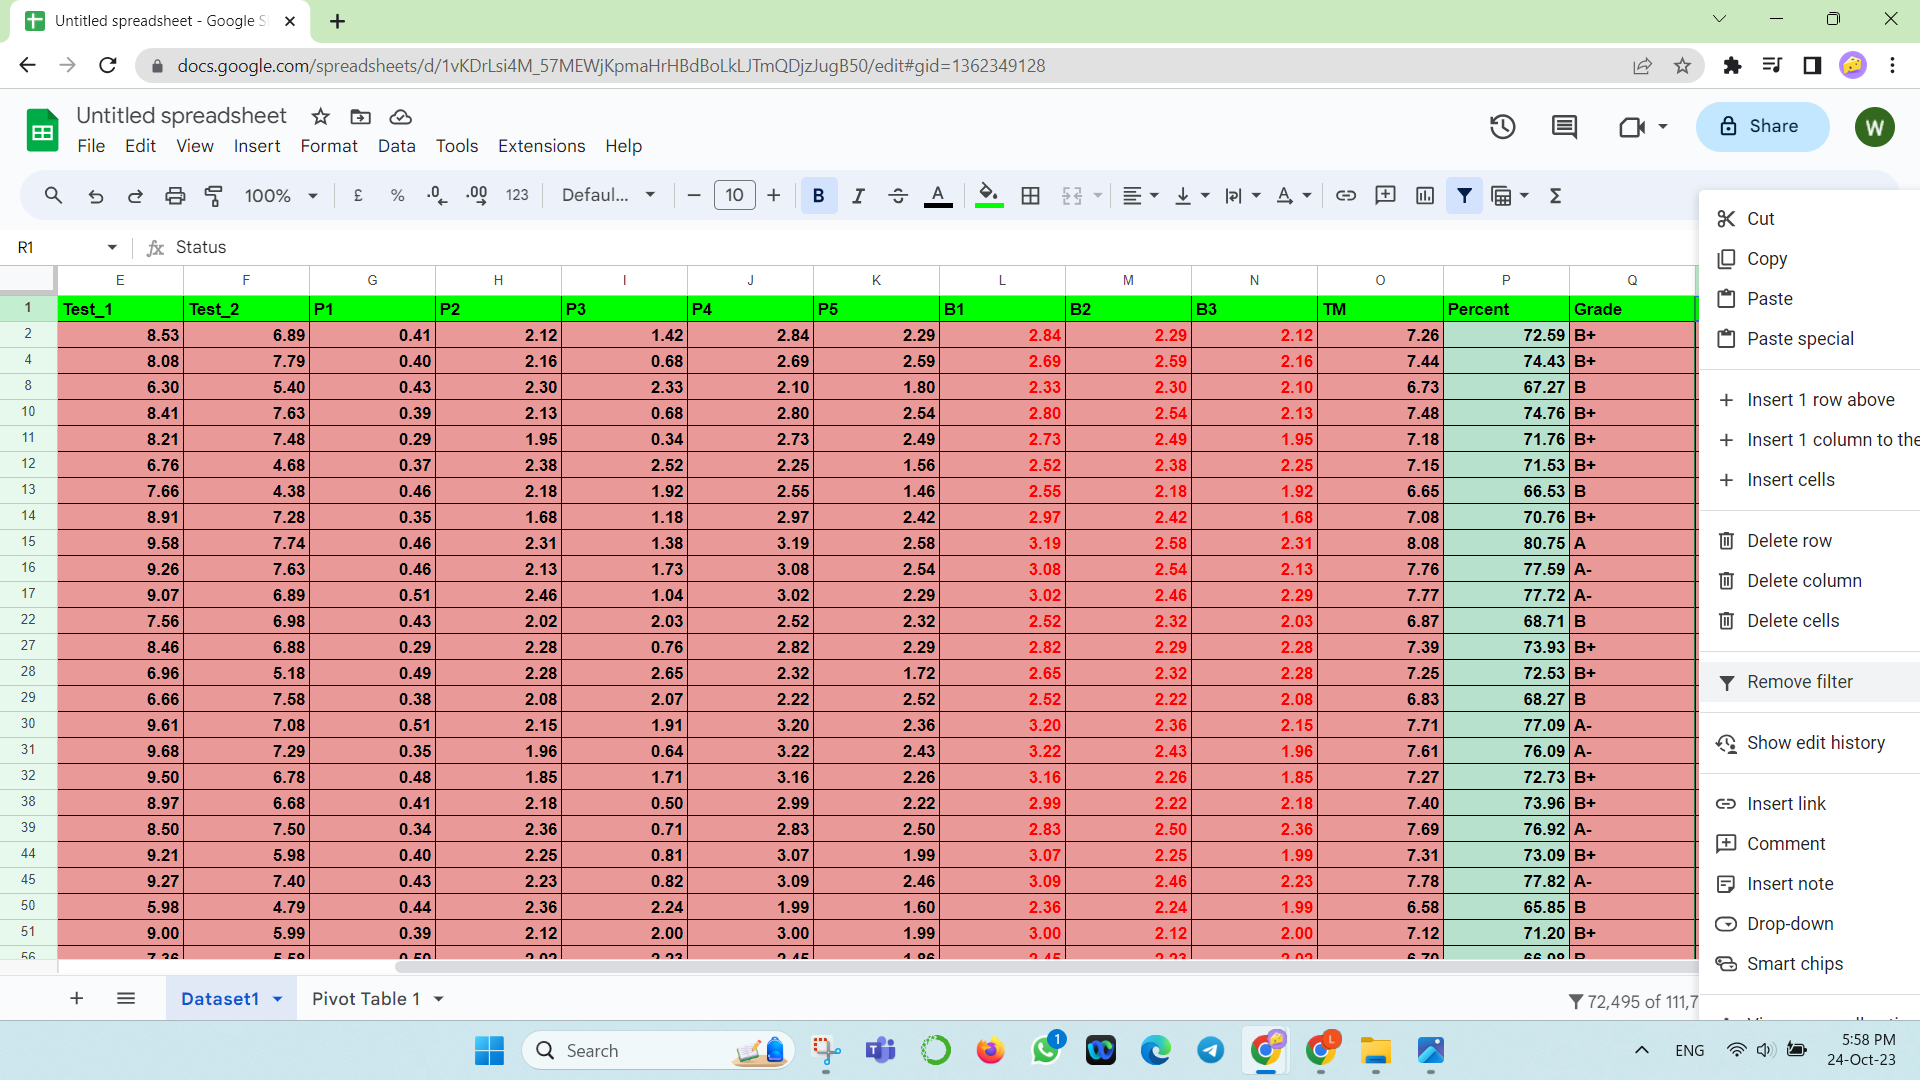 Untitled spreadsheet - Google S
docs.google.com/spreadsheets/d/1vKDrLsi4M_57MEWjKpmaHrHBdBoLkLJTmQDjzJugB50/edit#gid=1362349128
Untitled spreadsheet
File Edit View Insert Format Data Tools Extensions Help
Share
W
100% £ % .0 .00 123 Defaul... 10 B I A
R1 fx Status
E F G H I J K L M N O P Q
1 Test_1 Test_2 P1 P2 P3 P4 P5 B1 B2 B3 TM Percent Grade
2 8.53 6.89 0.41 2.12 1.42 2.84 2.29 2.84 2.29 2.12 7.26 72.59 B+
4 8.08 7.79 0.40 2.16 0.68 2.69 2.59 2.69 2.59 2.16 7.44 74.43 B+
8 6.30 5.40 0.43 2.30 2.33 2.10 1.80 2.33 2.30 2.10 6.73 67.27 B
10 8.41 7.63 0.39 2.13 0.68 2.80 2.54 2.80 2.54 2.13 7.48 74.76 B+
11 8.21 7.48 0.29 1.95 0.34 2.73 2.49 2.73 2.49 1.95 7.18 71.76 B+
12 6.76 4.68 0.37 2.38 2.52 2.25 1.56 2.52 2.38 2.25 7.15 71.53 B+
13 7.66 4.38 0.46 2.18 1.92 2.55 1.46 2.55 2.18 1.92 6.65 66.53 B
14 8.91 7.28 0.35 1.68 1.18 2.97 2.42 2.97 2.42 1.68 7.08 70.76 B+
15 9.58 7.74 0.46 2.31 1.38 3.19 2.58 3.19 2.58 2.31 8.08 80.75 A
16 9.26 7.63 0.46 2.13 1.73 3.08 2.54 3.08 2.54 2.13 7.76 77.59 A-
17 9.07 6.89 0.51 2.46 1.04 3.02 2.29 3.02 2.46 2.29 7.77 77.72 A-
22 7.56 6.98 0.43 2.02 2.03 2.52 2.32 2.52 2.32 2.03 6.87 68.71 B
27 8.46 6.88 0.29 2.28 0.76 2.82 2.29 2.82 2.29 2.28 7.39 73.93 B+
28 6.96 5.18 0.49 2.28 2.65 2.32 1.72 2.65 2.32 2.28 7.25 72.53 B+
29 6.66 7.58 0.38 2.08 2.07 2.22 2.52 2.52 2.22 2.08 6.83 68.27 B
30 9.61 7.08 0.51 2.15 1.91 3.20 2.36 3.20 2.36 2.15 7.71 77.09 A-
31 9.68 7.29 0.35 1.96 0.64 3.22 2.43 3.22 2.43 1.96 7.61 76.09 A-
32 9.50 6.78 0.48 1.85 1.71 3.16 2.26 3.16 2.26 1.85 7.27 72.73 B+
38 8.97 6.68 0.41 2.18 0.50 2.99 2.22 2.99 2.22 2.18 7.40 73.96 B+
39 8.50 7.50 0.34 2.36 0.71 2.83 2.50 2.83 2.50 2.36 7.69 76.92 A-
44 9.21 5.98 0.40 2.25 0.81 3.07 1.99 3.07 2.25 1.99 7.31 73.09 B+
45 9.27 7.40 0.43 2.23 0.82 3.09 2.46 3.09 2.46 2.23 7.78 77.82 A-
50 5.98 4.79 0.44 2.36 2.24 1.99 1.60 2.36 2.24 1.99 6.58 65.85 B
51 9.00 5.99 0.39 2.12 2.00 3.00 1.99 3.00 2.12 2.00 7.12 71.20 B+
56 7.36 5.58 0.50 2.02 2.23 2.45 1.86 2.45 2.23 2.02 6.70 66.98 B
Cut
Copy
Paste
Paste special
Insert 1 row above
Insert 1 column to the
Insert cells
Delete row
Delete column
Delete cells
Remove filter
Show edit history
Insert link
Comment
Insert note
Drop-down
Smart chips
Dataset1 Pivot Table 1 72,495 of 111,7
Search 1 L ENG 5:58 PM
24-Oct-23